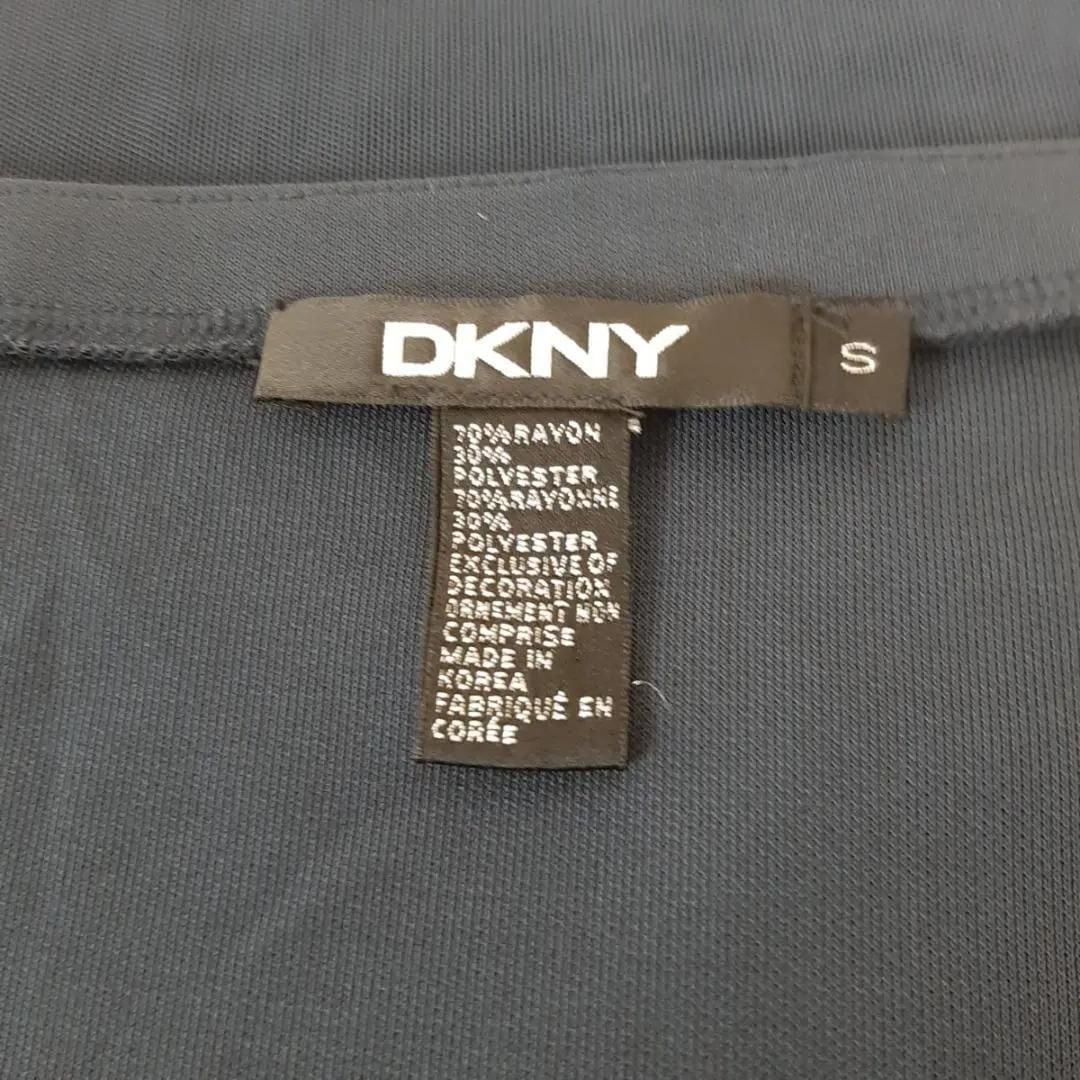 DKNY
S
70%RAYON
30%
POLYESTER
70%RAYONNE
30%
POLYESTER
EXCLUSIVE OF
DECORATION
ORNEMENT NON
COMPRISE
MADE IN
KOREA
FABRIQUÉ EN
CORÉE